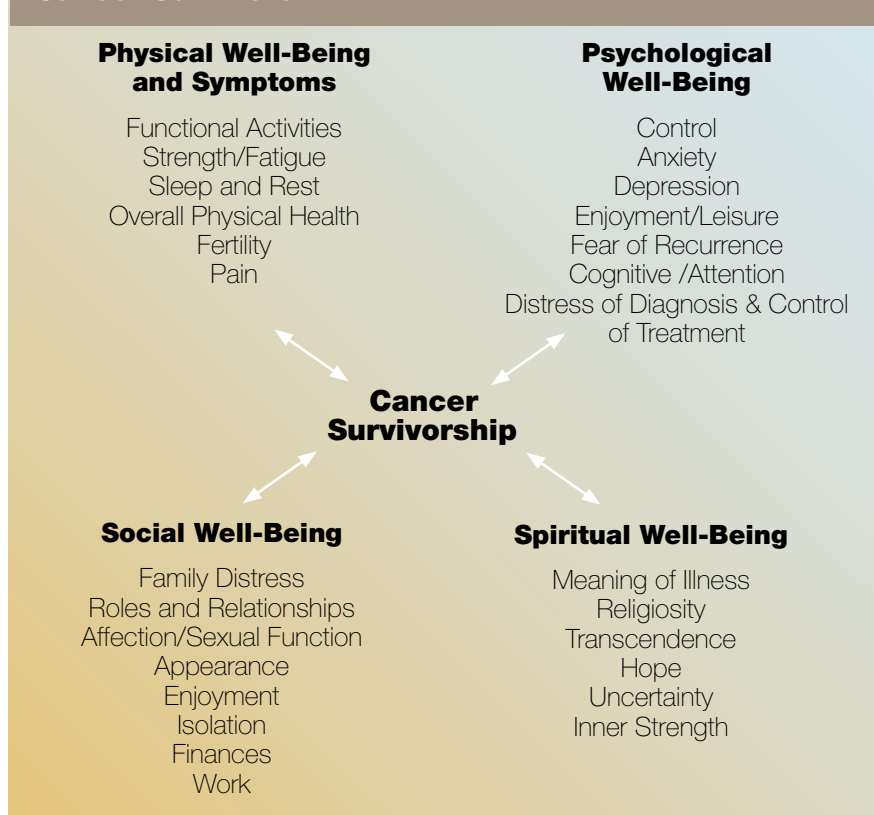 Physical Well-Being
and Symptoms
Functional Activities
Strength/Fatigue
Sleep and Rest
Overall Physical Health
Fertility
Pain
Psychological
Well-Being
Control
Anxiety
Depression
Enjoyment/Leisure
Fear of Recurrence
Cognitive /Attention
Distress of Diagnosis & Control
of Treatment
Cancer
Survivorship
Social Well-Being
Family Distress
Roles and Relationships
Affection/Sexual Function
Appearance
Enjoyment
Isolation
Finances
Work
Spiritual Well-Being
Meaning of Illness
Religiosity
Transcendence
Hope
Uncertainty
Inner Strength